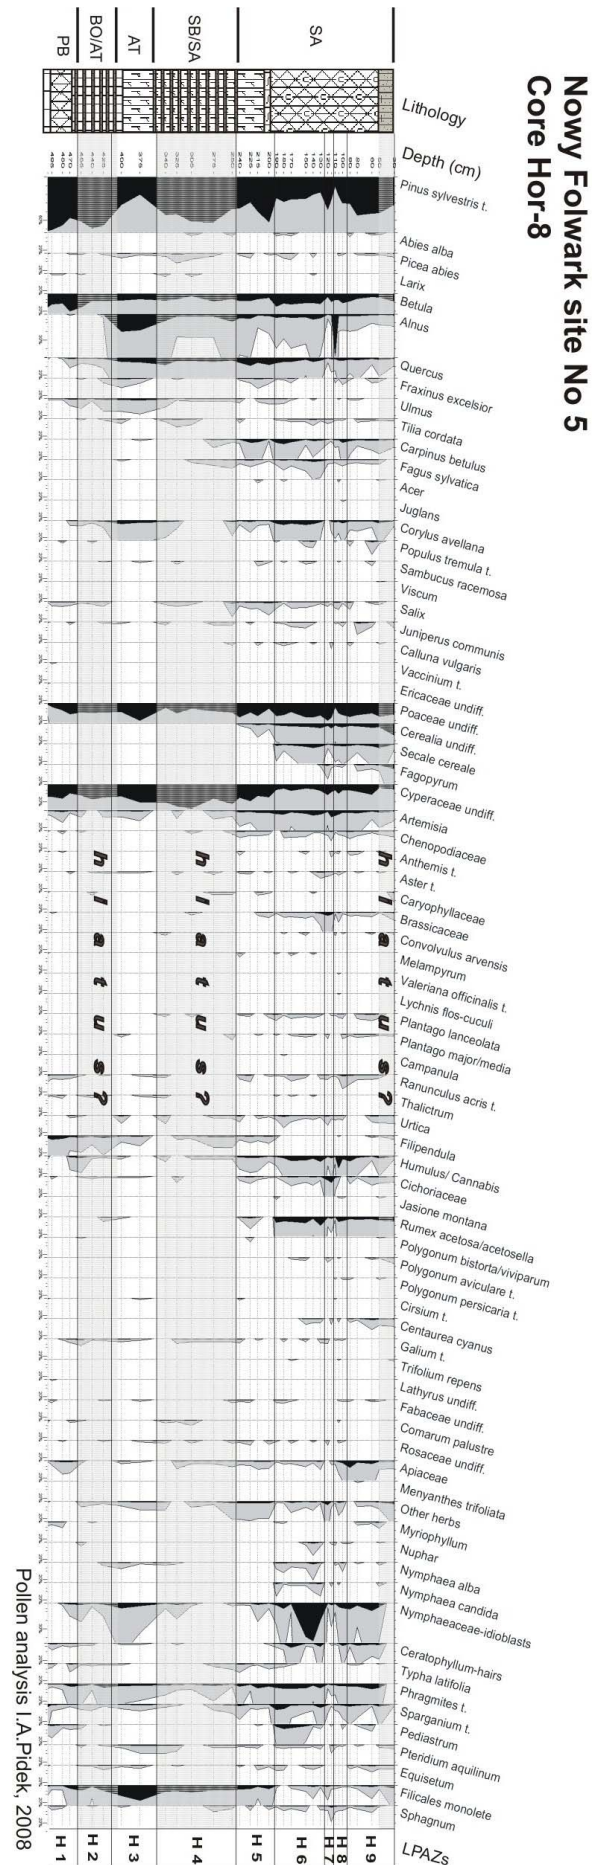 Nowy Folwark site No 5
Core Hor-8
Lithology
Depth (cm)
Pinus sylvestris t.
Abies alba
Picea abies
Larix
Betula
Alnus
Quercus
Fraxinus excelsior
Ulmus
Tilia cordata
Carpinus betulus
Fagus sylvatica
Acer
Juglans
Corylus avellana
Populus tremula t.
Sambucus racemosa
Viscum
Salix
Juniperus communis
Calluna vulgaris
Vaccinium t.
Ericaceae undiff.
Poaceae undiff.
Cerealia undiff.
Secale cereale
Fagopyrum
Cyperaceae undiff.
Artemisia
Chenopodiaceae
Anthemis t.
Aster t.
Caryophyllaceae
Brassicaceae
Convolvulus arvensis
Melampyrum
Valeriana officinalis t.
Lychnis flos-cuculi
Plantago lanceolata
Plantago major/media
Campanula
Ranunculus acris t.
Thalictrum
Urtica
Filipendula
Humulus/ Cannabis
Cichoriaceae
Jasione montana
Rumex acetosa/acetosella
Polygonum bistorta/viviparum
Polygonum aviculare t.
Polygonum persicaria t.
Cirsium t.
Centaurea cyanus
Galium t.
Trifolium repens
Lathyrus undiff.
Fabaceae undiff.
Comarum palustre
Rosaceae undiff.
Apiaceae
Menyanthes trifoliata
Other herbs
Myriophyllum
Nuphar
Nymphaea alba
Nymphaea candida
Nymphaeaceae-idioblasts
Ceratophyllum-hairs
Typha latifolia
Phragmites t.
Sparganium t.
Pediastrum
Pteridium aquilinum
Equisetum
Filicales monolete
Sphagnum
LPAZs
SA
SB/SA
AT
BO/AT
PB
hiatus?
hiatus?
hiatus?
H 9
H 8
H 7
H 6
H 5
H 4
H 3
H 2
H 1
Pollen analysis I.A.Pidek, 2008